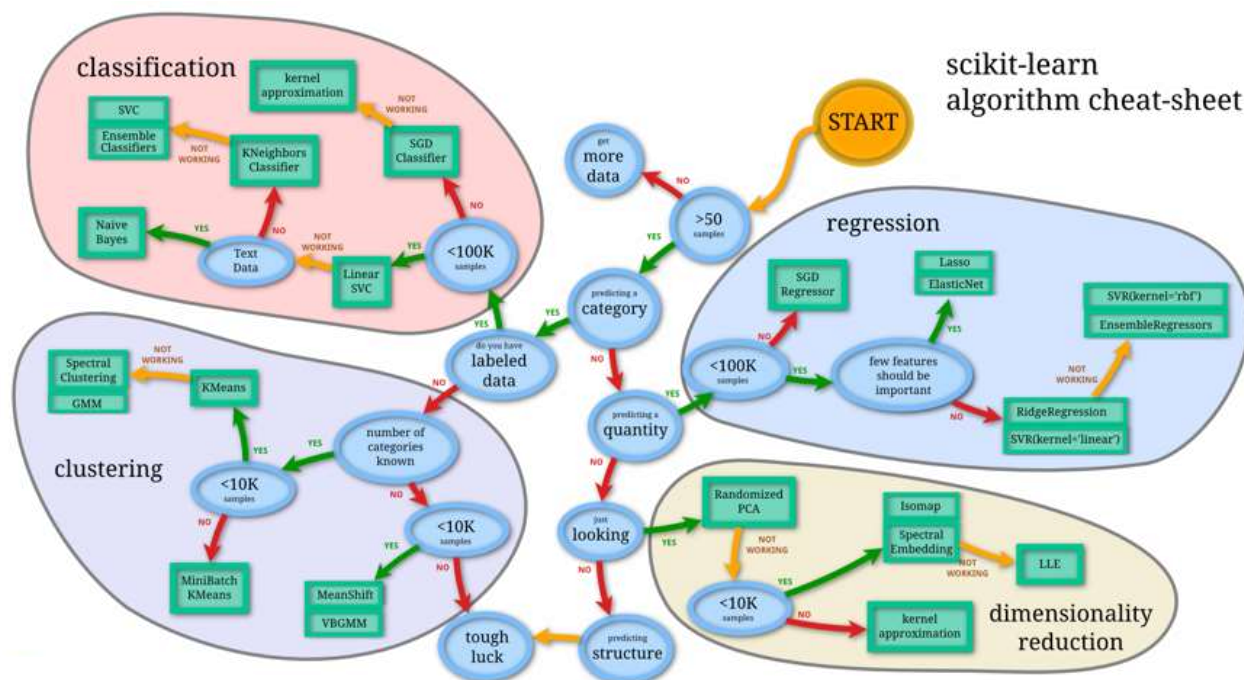 scikit-learn
algorithm cheat-sheet
START
>50
samples
NO
get
more
data
YES
predicting a
category
YES
NO
do you have
labeled
data
YES
NO
predicting a
quantity
YES
NO
just
looking
YES
NO
predicting
structure
tough
luck
classification
<100K
samples
YES
NO
Linear
SVC
NOT
WORKING
Text
Data
YES
NO
Naive
Bayes
KNeighbors
Classifier
NOT
WORKING
SVC
Ensemble
Classifiers
SGD
Classifier
NOT
WORKING
kernel
approximation
clustering
number of
categories
known
YES
NO
<10K
samples
YES
NO
KMeans
NOT
WORKING
Spectral
Clustering
GMM
MiniBatch
KMeans
<10K
samples
YES
NO
MeanShift
VBGMM
regression
<100K
samples
NO
YES
SGD
Regressor
few features
should be
important
YES
NO
Lasso
ElasticNet
RidgeRegression
SVR(kernel='linear')
NOT
WORKING
SVR(kernel='rbf')
EnsembleRegressors
dimensionality
reduction
Randomized
PCA
NOT
WORKING
<10K
samples
YES
NO
Isomap
Spectral
Embedding
NOT
WORKING
LLE
kernel
approximation